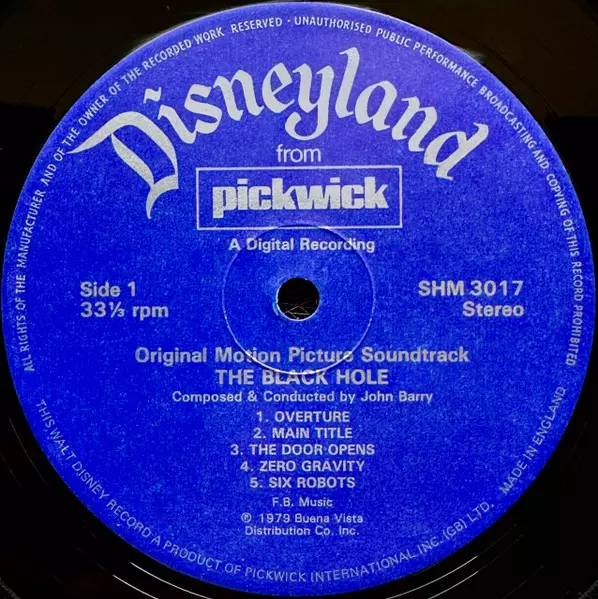 ALL RIGHTS OF THE MANUFACTURER AND OF THE OWNER OF THE RECORDED WORK RESERVED · UNAUTHORISED PUBLIC PERFORMANCE BROADCASTING AND COPYING OF THIS RECORD PROHIBITED
Disneyland
from
pickwick
A Digital Recording
Side 1
33⅓ rpm
SHM 3017
Stereo
Original Motion Picture Soundtrack
THE BLACK HOLE
Composed & Conducted by John Barry
1. OVERTURE
2. MAIN TITLE
3. THE DOOR OPENS
4. ZERO GRAVITY
5. SIX ROBOTS
F.B. Music
℗ 1979 Buena Vista
Distribution Co. Inc.
THIS WALT DISNEY RECORD A PRODUCT OF PICKWICK INTERNATIONAL INC. (GB) LTD. MADE IN ENGLAND